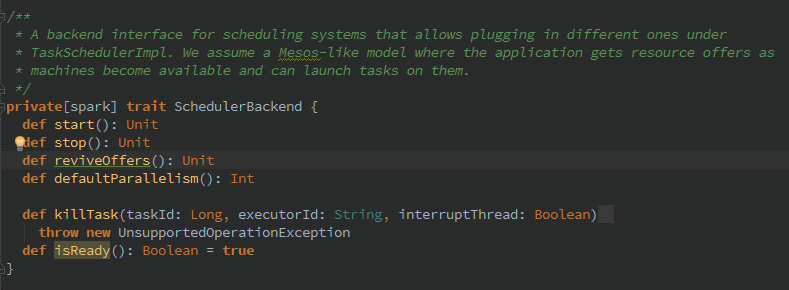 /**
 * A backend interface for scheduling systems that allows plugging in different ones under
 * TaskSchedulerImpl. We assume a Mesos-like model where the application gets resource offers as
 * machines become available and can launch tasks on them.
 */
private[spark] trait SchedulerBackend {
  def start(): Unit
  def stop(): Unit
  def reviveOffers(): Unit
  def defaultParallelism(): Int

  def killTask(taskId: Long, executorId: String, interruptThread: Boolean)
    throw new UnsupportedOperationException
  def isReady(): Boolean = true
}